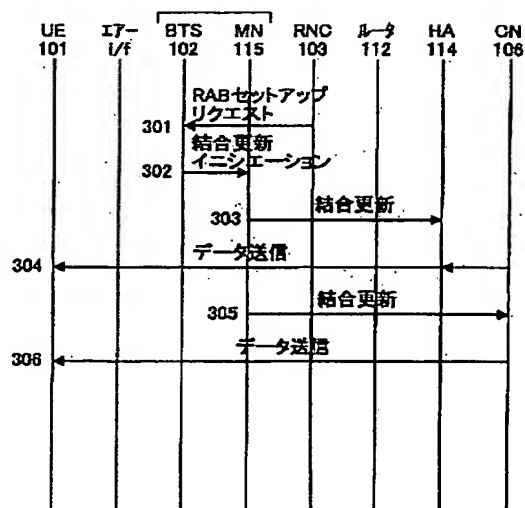 UE エアー BTS MN RNC ルータ HA CN
101 i/f 102 115 103 112 114 106
RABセットアップ
リクエスト
301
結合更新
イニシエーション
302
結合更新
303
データ送信
304
結合更新
305
データ送信
306